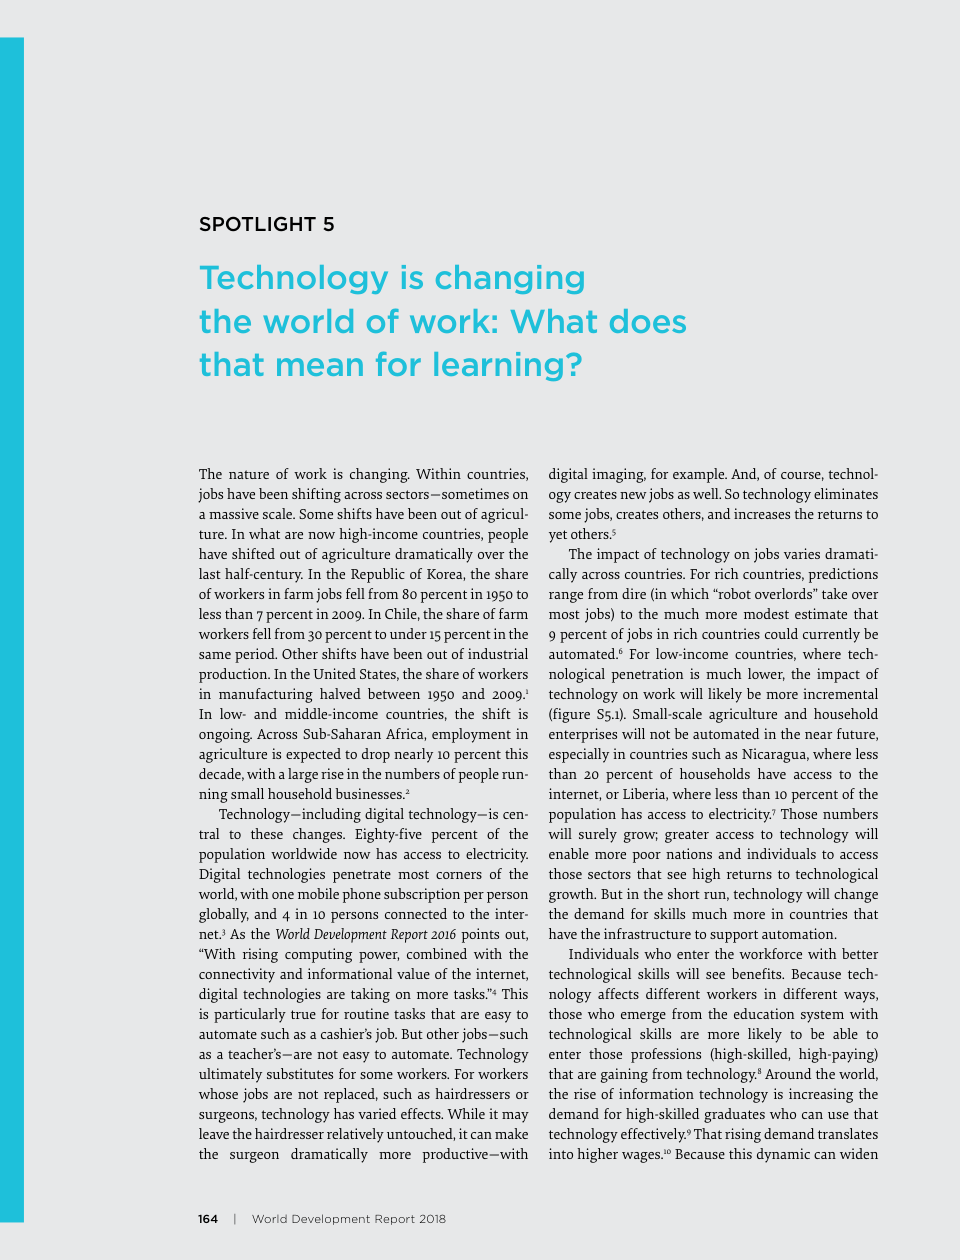 SPOTLIGHT 5
Technology is changing
the world of work: What does
that mean for learning?
The nature of work is changing. Within countries,
jobs have been shifting across sectors—sometimes on
a massive scale. Some shifts have been out of agricul-
ture. In what are now high-income countries, people
have shifted out of agriculture dramatically over the
last half-century. In the Republic of Korea, the share
of workers in farm jobs fell from 80 percent in 1950 to
less than 7 percent in 2009. In Chile, the share of farm
workers fell from 30 percent to under 15 percent in the
same period. Other shifts have been out of industrial
production. In the United States, the share of workers
in manufacturing halved between 1950 and 2009.¹
In low- and middle-income countries, the shift is
ongoing. Across Sub-Saharan Africa, employment in
agriculture is expected to drop nearly 10 percent this
decade, with a large rise in the numbers of people run-
ning small household businesses.²
Technology—including digital technology—is cen-
tral to these changes. Eighty-five percent of the
population worldwide now has access to electricity.
Digital technologies penetrate most corners of the
world, with one mobile phone subscription per person
globally, and 4 in 10 persons connected to the inter-
net.³ As the World Development Report 2016 points out,
“With rising computing power, combined with the
connectivity and informational value of the internet,
digital technologies are taking on more tasks.”⁴ This
is particularly true for routine tasks that are easy to
automate such as a cashier’s job. But other jobs—such
as a teacher’s—are not easy to automate. Technology
ultimately substitutes for some workers. For workers
whose jobs are not replaced, such as hairdressers or
surgeons, technology has varied effects. While it may
leave the hairdresser relatively untouched, it can make
the surgeon dramatically more productive—with
digital imaging, for example. And, of course, technol-
ogy creates new jobs as well. So technology eliminates
some jobs, creates others, and increases the returns to
yet others.⁵
The impact of technology on jobs varies dramati-
cally across countries. For rich countries, predictions
range from dire (in which “robot overlords” take over
most jobs) to the much more modest estimate that
9 percent of jobs in rich countries could currently be
automated.⁶ For low-income countries, where tech-
nological penetration is much lower, the impact of
technology on work will likely be more incremental
(figure S5.1). Small-scale agriculture and household
enterprises will not be automated in the near future,
especially in countries such as Nicaragua, where less
than 20 percent of households have access to the
internet, or Liberia, where less than 10 percent of the
population has access to electricity.⁷ Those numbers
will surely grow; greater access to technology will
enable more poor nations and individuals to access
those sectors that see high returns to technological
growth. But in the short run, technology will change
the demand for skills much more in countries that
have the infrastructure to support automation.
Individuals who enter the workforce with better
technological skills will see benefits. Because tech-
nology affects different workers in different ways,
those who emerge from the education system with
technological skills are more likely to be able to
enter those professions (high-skilled, high-paying)
that are gaining from technology.⁸ Around the world,
the rise of information technology is increasing the
demand for high-skilled graduates who can use that
technology effectively.⁹ That rising demand translates
into higher wages.¹⁰ Because this dynamic can widen
164 | World Development Report 2018